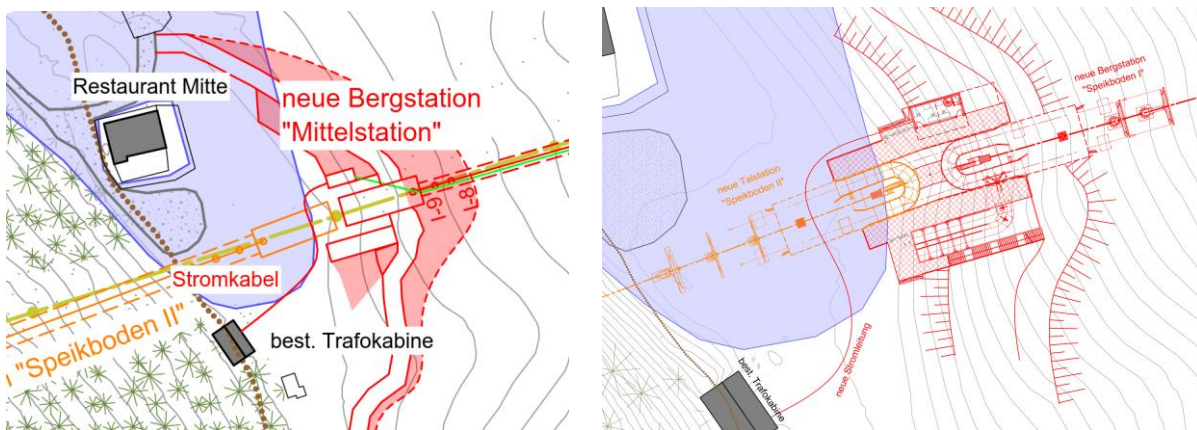 Restaurant Mitte
neue Bergstation
"Mittelstation"
I-9
I-8
Stromkabel
"Speikboden II"
best. Trafokabine
neue Bergstation
"Speikboden I"
neue Talstation
"Speikboden II"
neue Stromleitung
best. Trafokabine